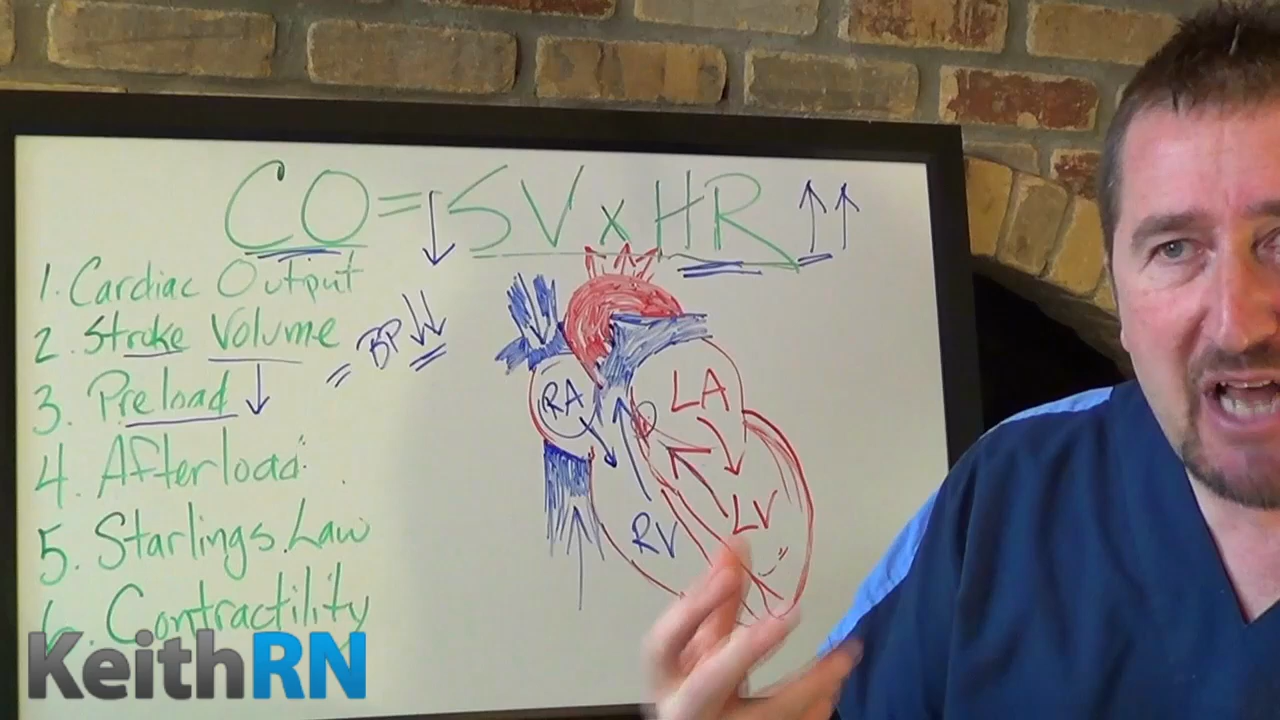 CO = ↓ SV x HR ↑↑
1. Cardiac Output
2. Stroke Volume
= BP ↓↓
3. Preload ↓
4. Afterload
5. Starlings Law
6. Contractility
RA
LA
RV
LV
KeithRN